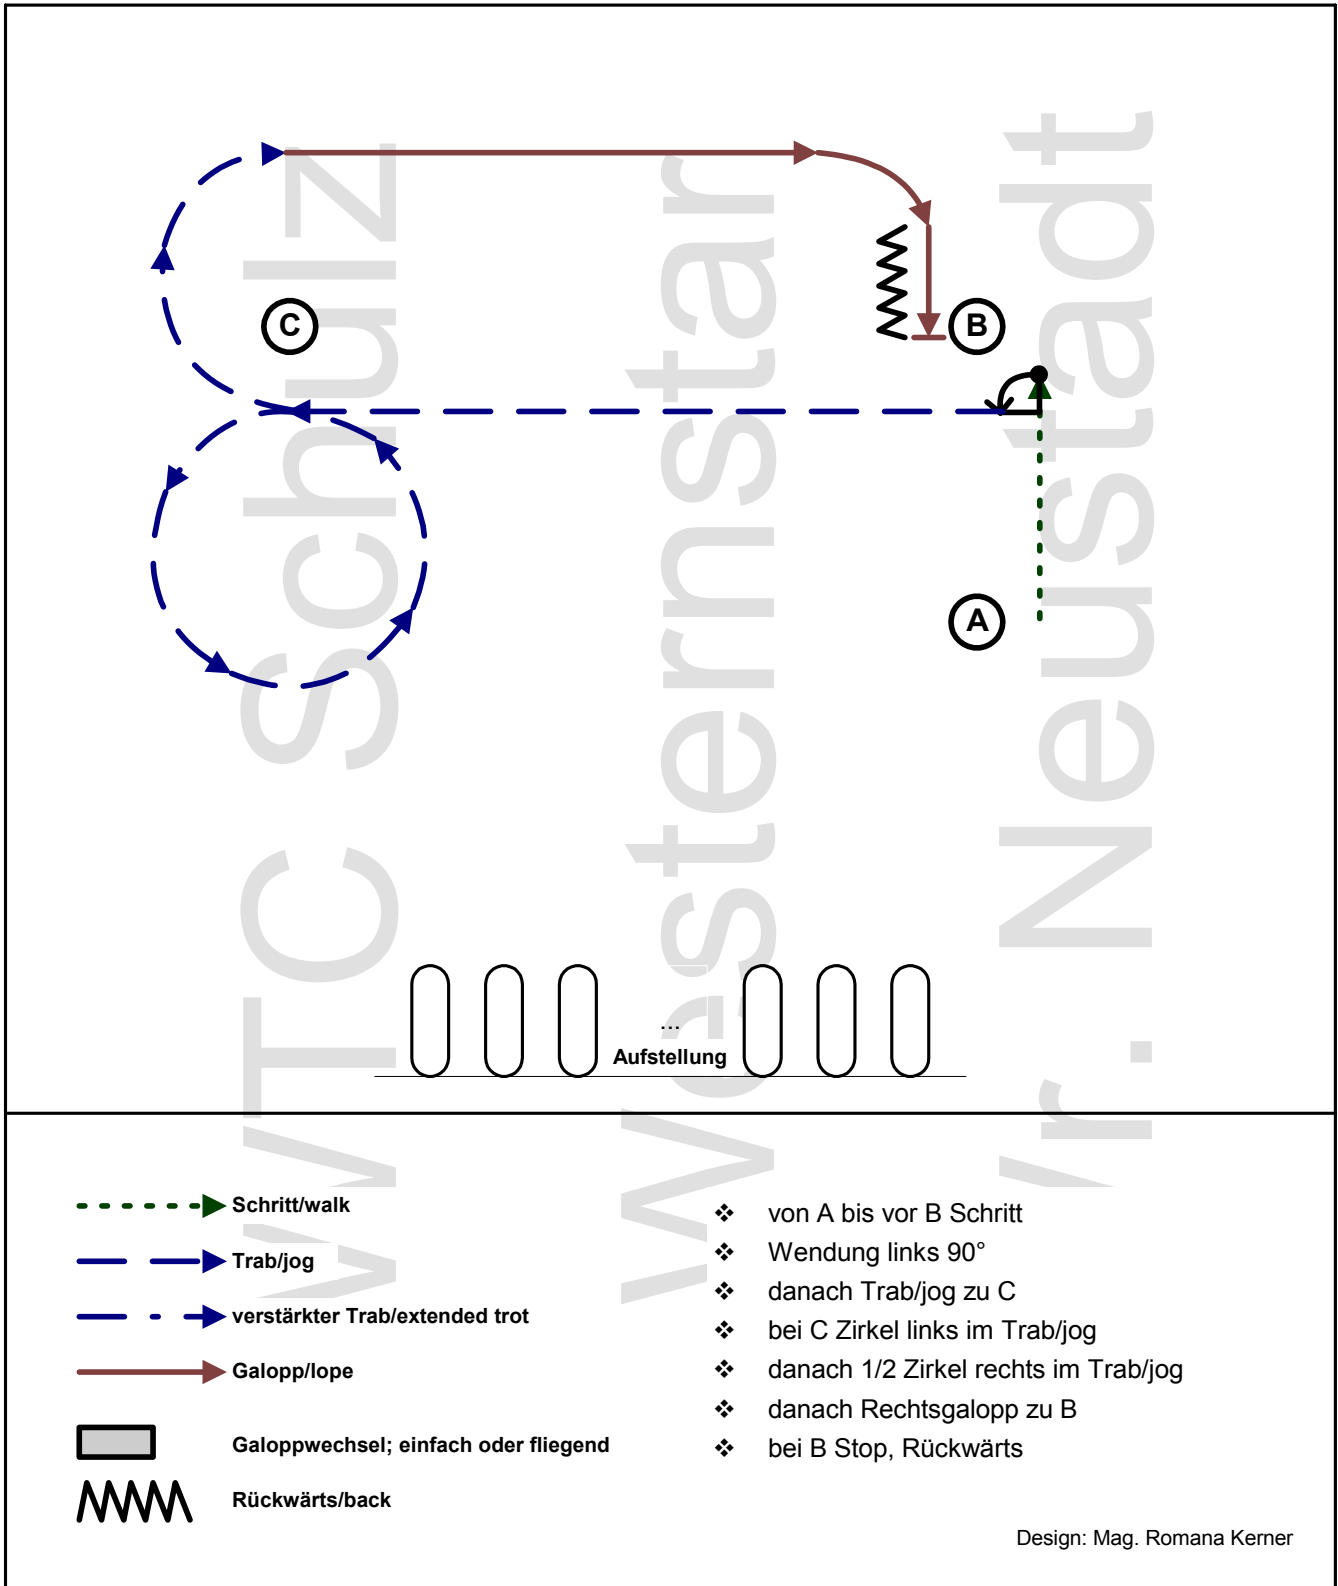 WTC Schulz
Westernstar
Wr. Neustadt
C
B
A
...
Aufstellung
Schritt/walk
Trab/jog
verstärkter Trab/extended trot
Galopp/lope
Galoppwechsel; einfach oder fliegend
Rückwärts/back
❖ von A bis vor B Schritt
❖ Wendung links 90°
❖ danach Trab/jog zu C
❖ bei C Zirkel links im Trab/jog
❖ danach 1/2 Zirkel rechts im Trab/jog
❖ danach Rechtsgalopp zu B
❖ bei B Stop, Rückwärts
Design: Mag. Romana Kerner